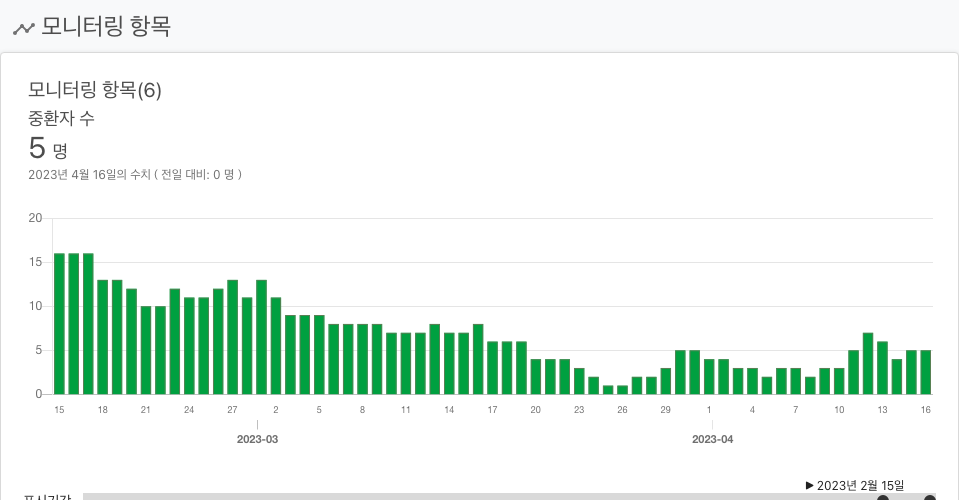 모니터링 항목
모니터링 항목(6)
중환자 수
5 명
2023년 4월 16일의 수치 ( 전일 대비: 0 명 )
20
15
10
5
0
15 18 21 24 27 2 5 8 11 14 17 20 23 26 29 1 4 7 10 13 16
2023-03 2023-04
▶ 2023년 2월 15일
표시기간